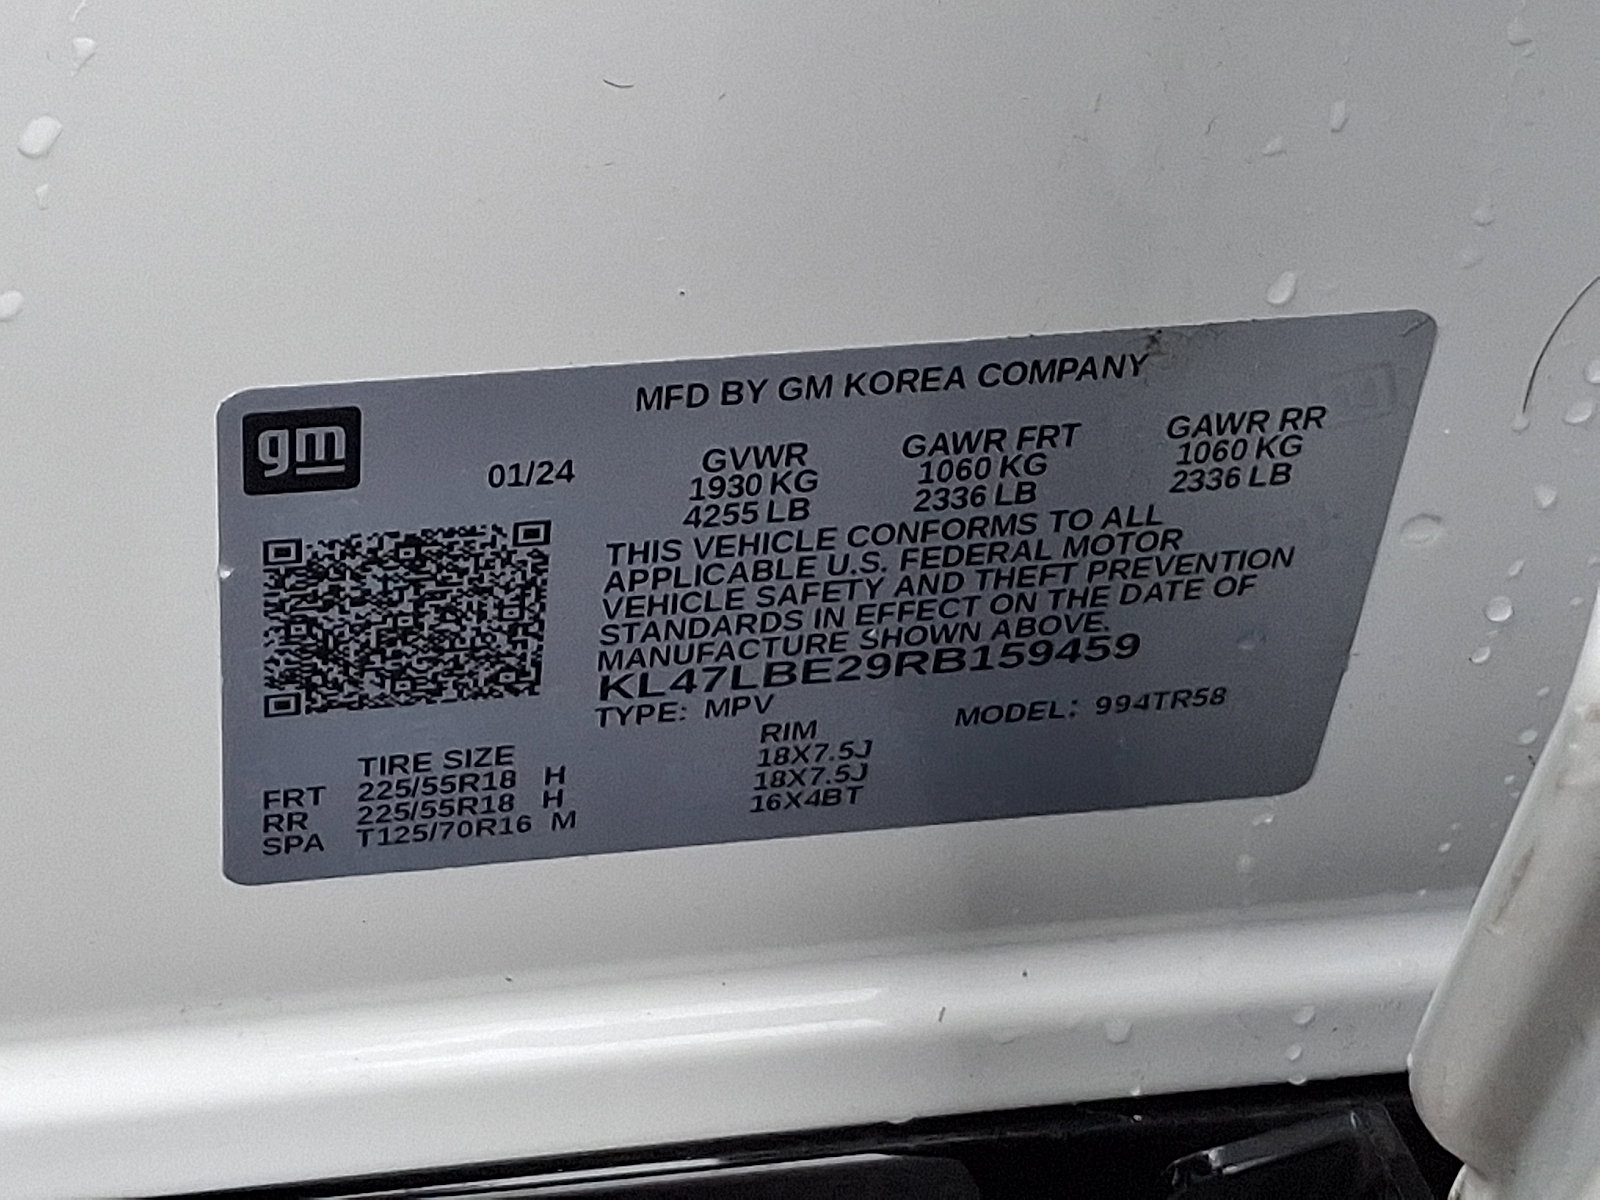 MFD BY GM KOREA COMPANY
gm
01/24
GVWR GAWR FRT GAWR RR
1930 KG 1060 KG 1060 KG
4255 LB 2336 LB 2336 LB
THIS VEHICLE CONFORMS TO ALL
APPLICABLE U.S. FEDERAL MOTOR
VEHICLE SAFETY AND THEFT PREVENTION
STANDARDS IN EFFECT ON THE DATE OF
MANUFACTURE SHOWN ABOVE.
KL47LBE29RB159459
TYPE: MPV MODEL: 994TR58
TIRE SIZE RIM
FRT 225/55R18 H 18X7.5J
RR 225/55R18 H 18X7.5J
SPA T125/70R16 M 16X4BT